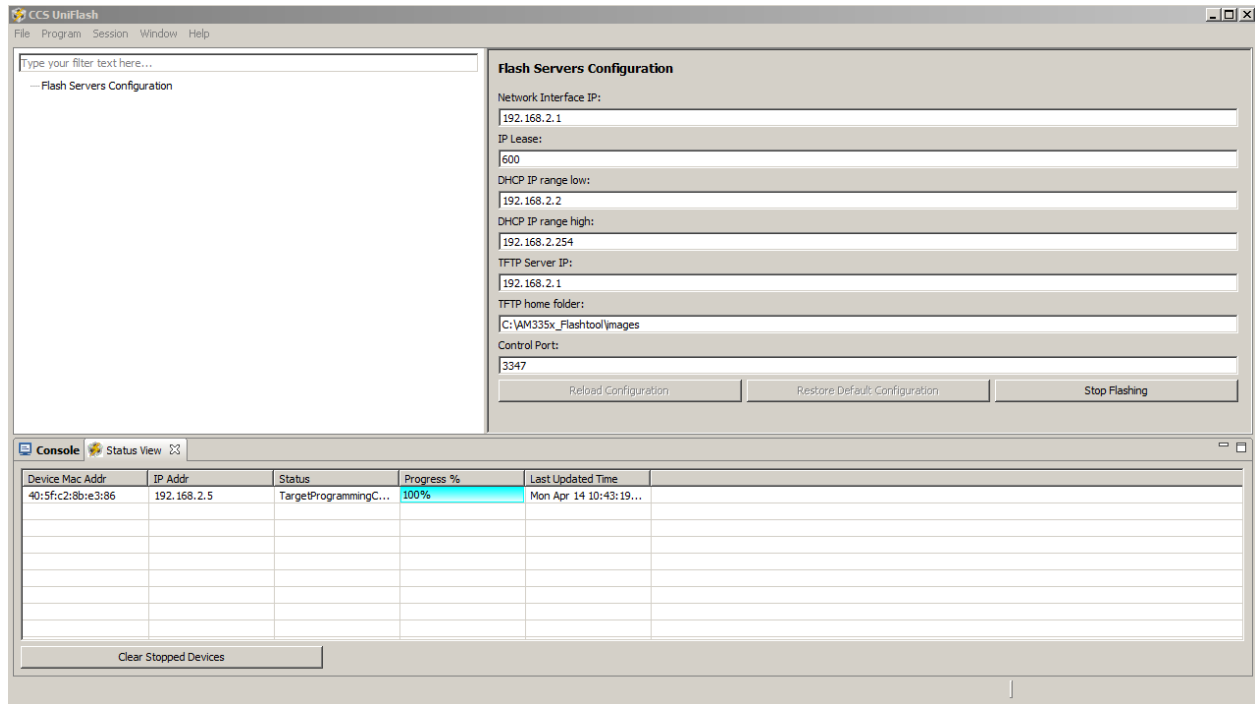 CCS UniFlash
File Program Session Window Help
Type your filter text here...
Flash Servers Configuration
Flash Servers Configuration
Network Interface IP:
192.168.2.1
IP Lease:
600
DHCP IP range low:
192.168.2.2
DHCP IP range high:
192.168.2.254
TFTP Server IP:
192.168.2.1
TFTP home folder:
C:\AM335x_Flashtool\images
Control Port:
3347
Reload Configuration Restore Default Configuration Stop Flashing
Console Status View
Device Mac Addr IP Addr Status Progress % Last Updated Time
40:5f:c2:8b:e3:86 192.168.2.5 TargetProgrammingC... 100% Mon Apr 14 10:43:19...
Clear Stopped Devices